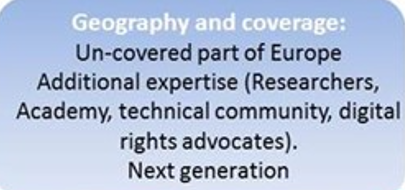 Geography and coverage:
Un-covered part of Europe
Additional expertise (Researchers,
Academy, technical community, digital
rights advocates).
Next generation